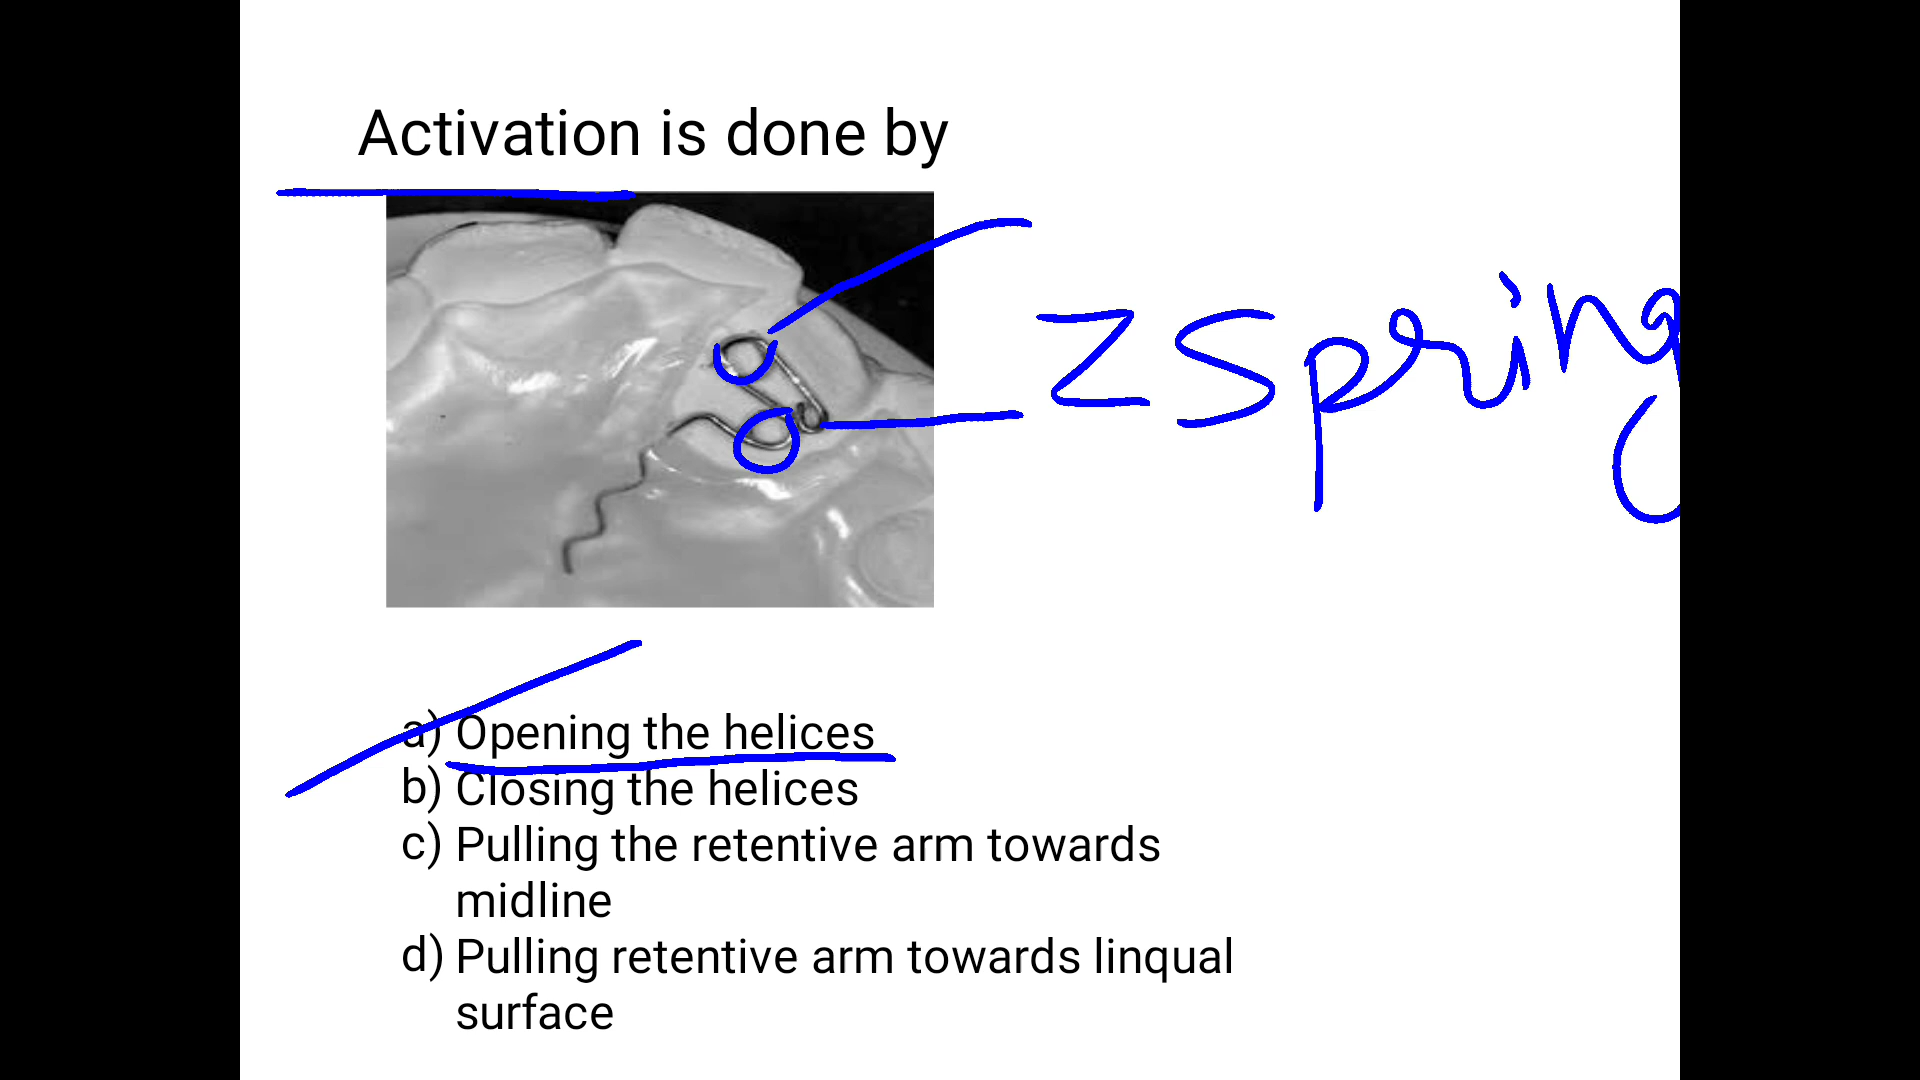 Activation is done by
Z Spring
a) Opening the helices
b) Closing the helices
c) Pulling the retentive arm towards
midline
d) Pulling retentive arm towards linqual
surface